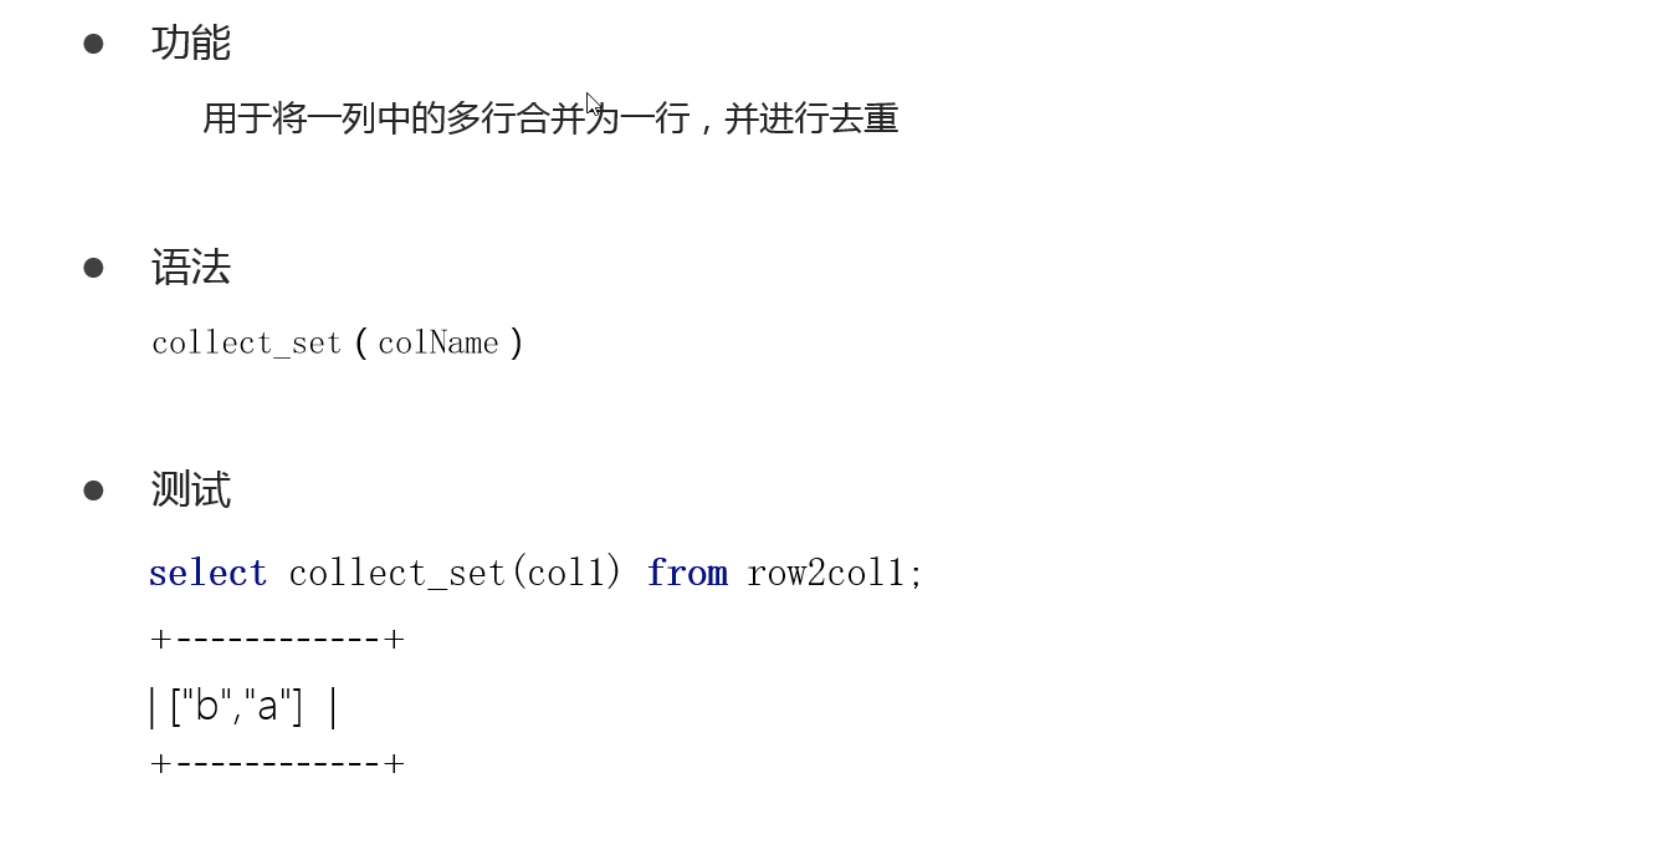 ● 功能
用于将一列中的多行合并为一行，并进行去重
● 语法
collect_set(colName)
● 测试
select collect_set(col1) from row2col1;
+------------+
| ["b","a"] |
+------------+